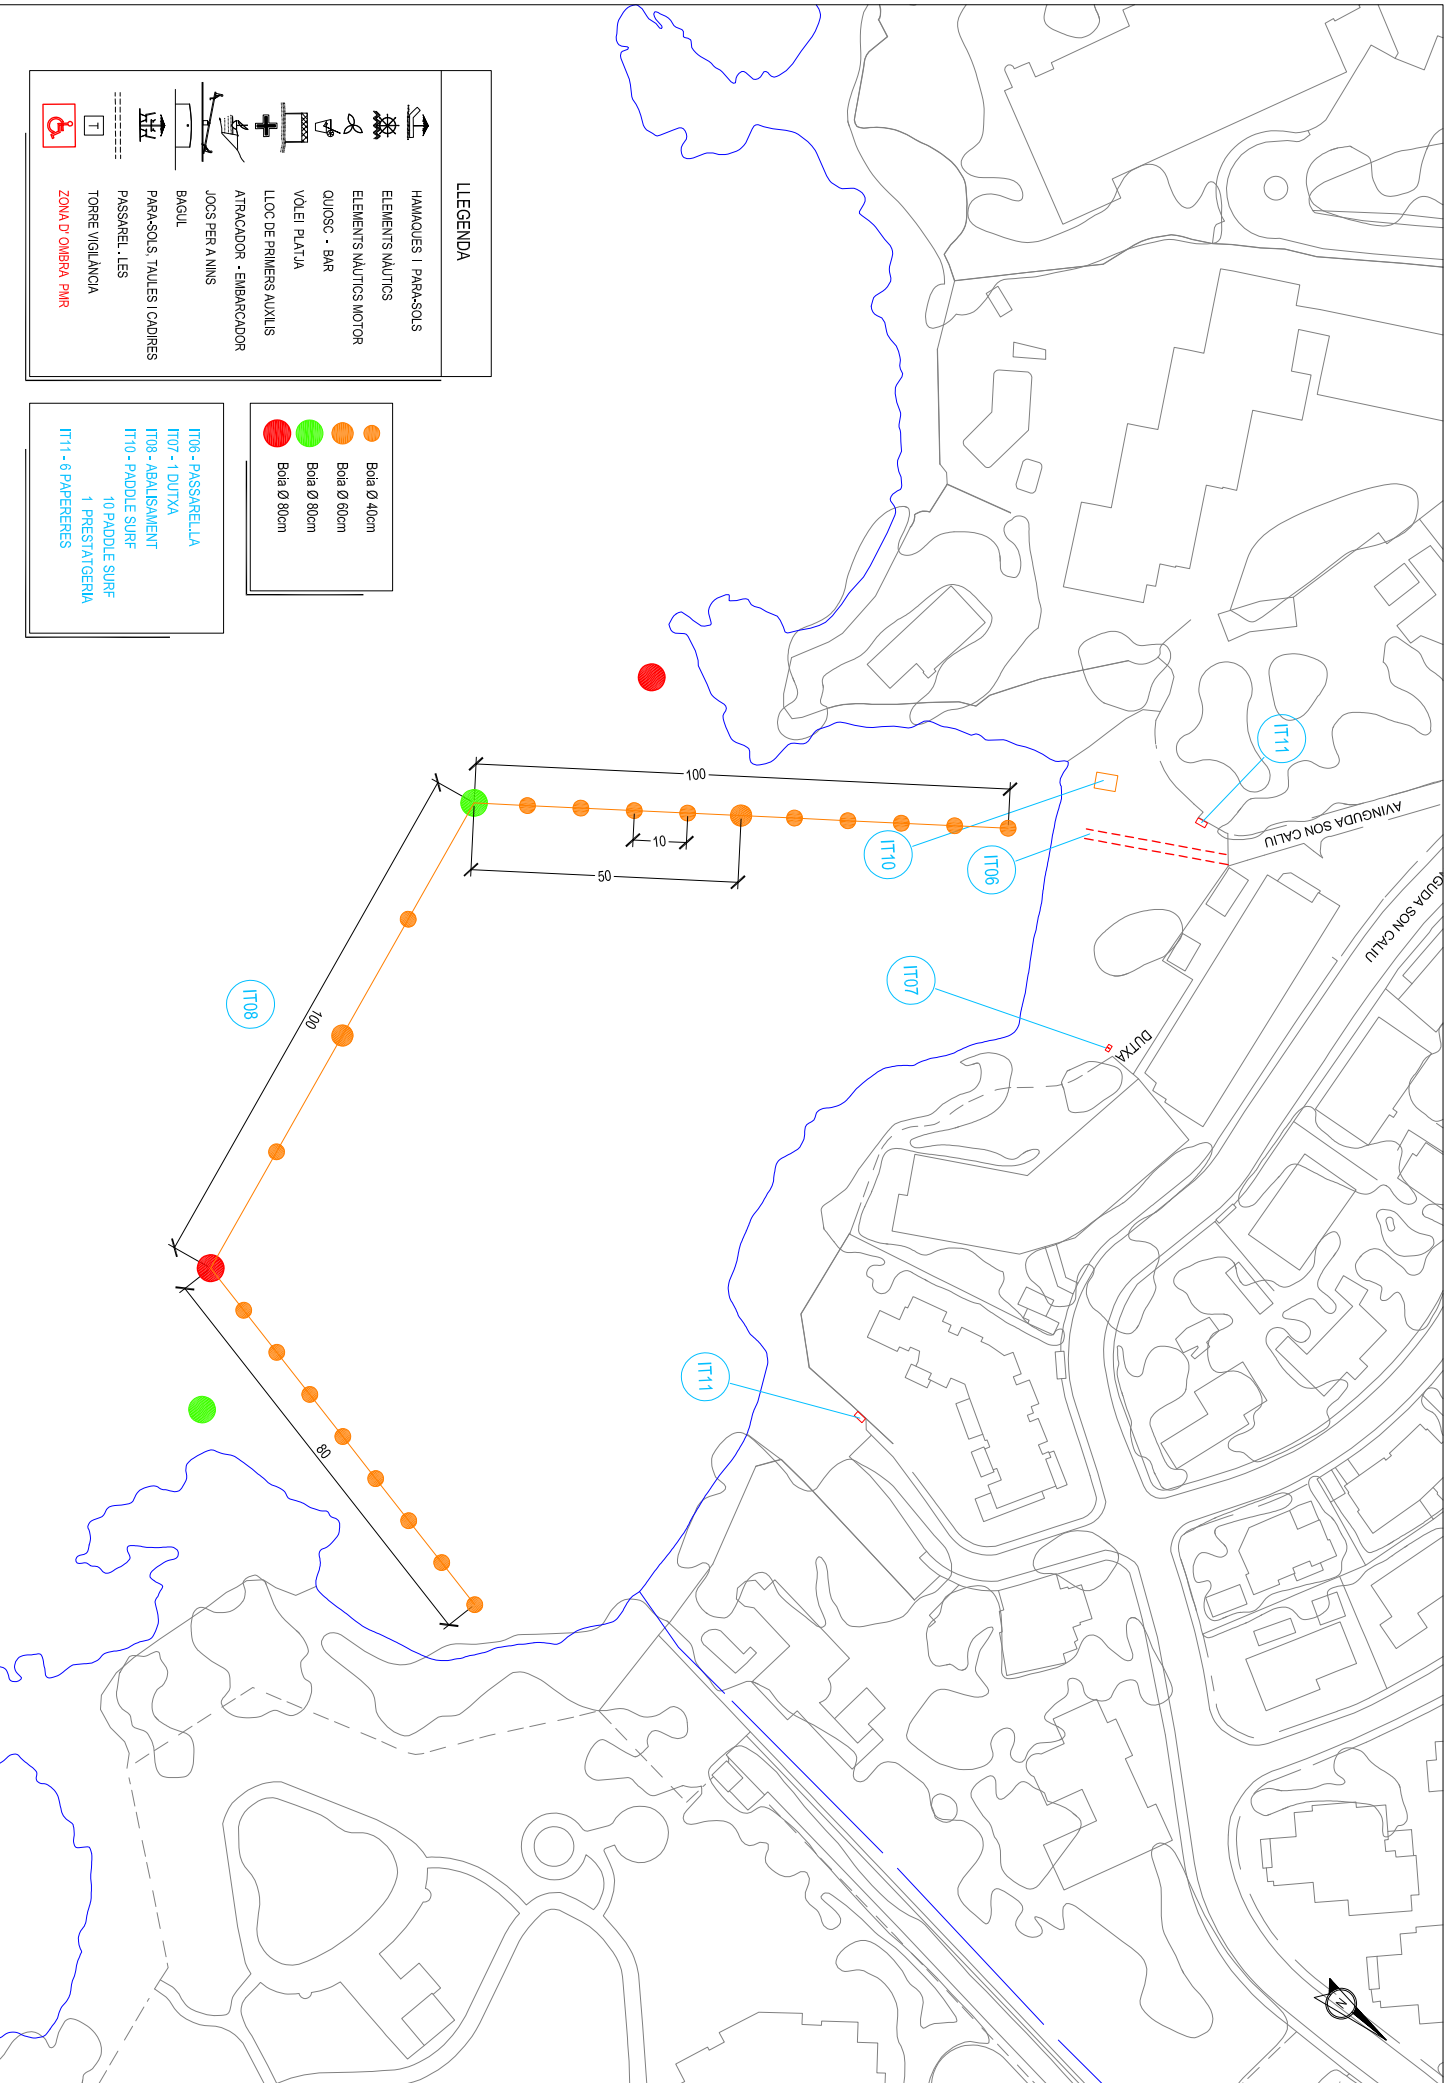 LLEGENDA
HAMAQUES I PARA-SOLS
ELEMENTS NÀUTICS
ELEMENTS NÀUTICS MOTOR
QUIOSC - BAR
VÒLEI PLATJA
LLOC DE PRIMERS AUXILIS
ATRACADOR - EMBARCADOR
JOCS PER A NINS
BAGUL
PARA-SOLS, TAULES I CADIRES
PASSAREL.LES
T TORRE VIGILÀNCIA
ZONA D' OMBRA PMR
Boia Ø 40cm
Boia Ø 60cm
Boia Ø 80cm
Boia Ø 80cm
IT06 - PASSAREL.LA
IT07 - 1 DUTXA
IT08 - ABALISAMENT
IT10 - PADDLE SURF
10 PADDLE SURF
1 PRESTATGERIA
IT11 - 6 PAPERERES
IT11
AVINGUDA SON CALIU
NGUDA SON CALIU
IT10
IT06
IT07
DUTXA
IT08
IT11
100
10
50
100
80
N